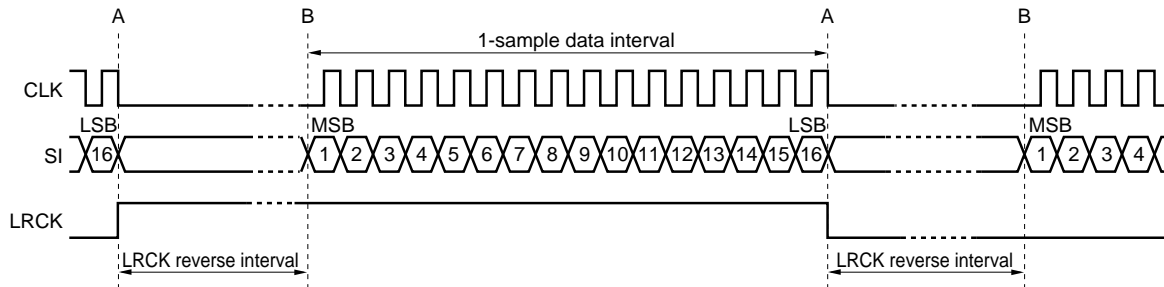 A B A B
1-sample data interval
CLK
LSB MSB LSB MSB
SI 16 1 2 3 4 5 6 7 8 9 10 11 12 13 14 15 16 1 2 3 4
LRCK
LRCK reverse interval LRCK reverse interval